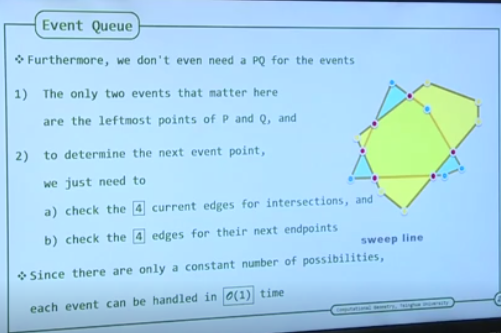 Event Queue
❖ Furthermore, we don't even need a PQ for the events
1) The only two events that matter here
are the leftmost points of P and Q, and
2) to determine the next event point,
we just need to
a) check the 4 current edges for intersections, and
b) check the 4 edges for their next endpoints
sweep line
❖ Since there are only a constant number of possibilities,
each event can be handled in O(1) time
Computational Geometry, Tsinghua University